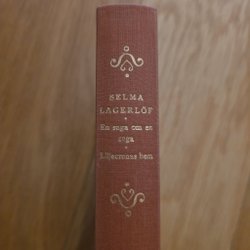 SELMA
LAGERLÖF
En saga om en
saga
Liljecronas hem